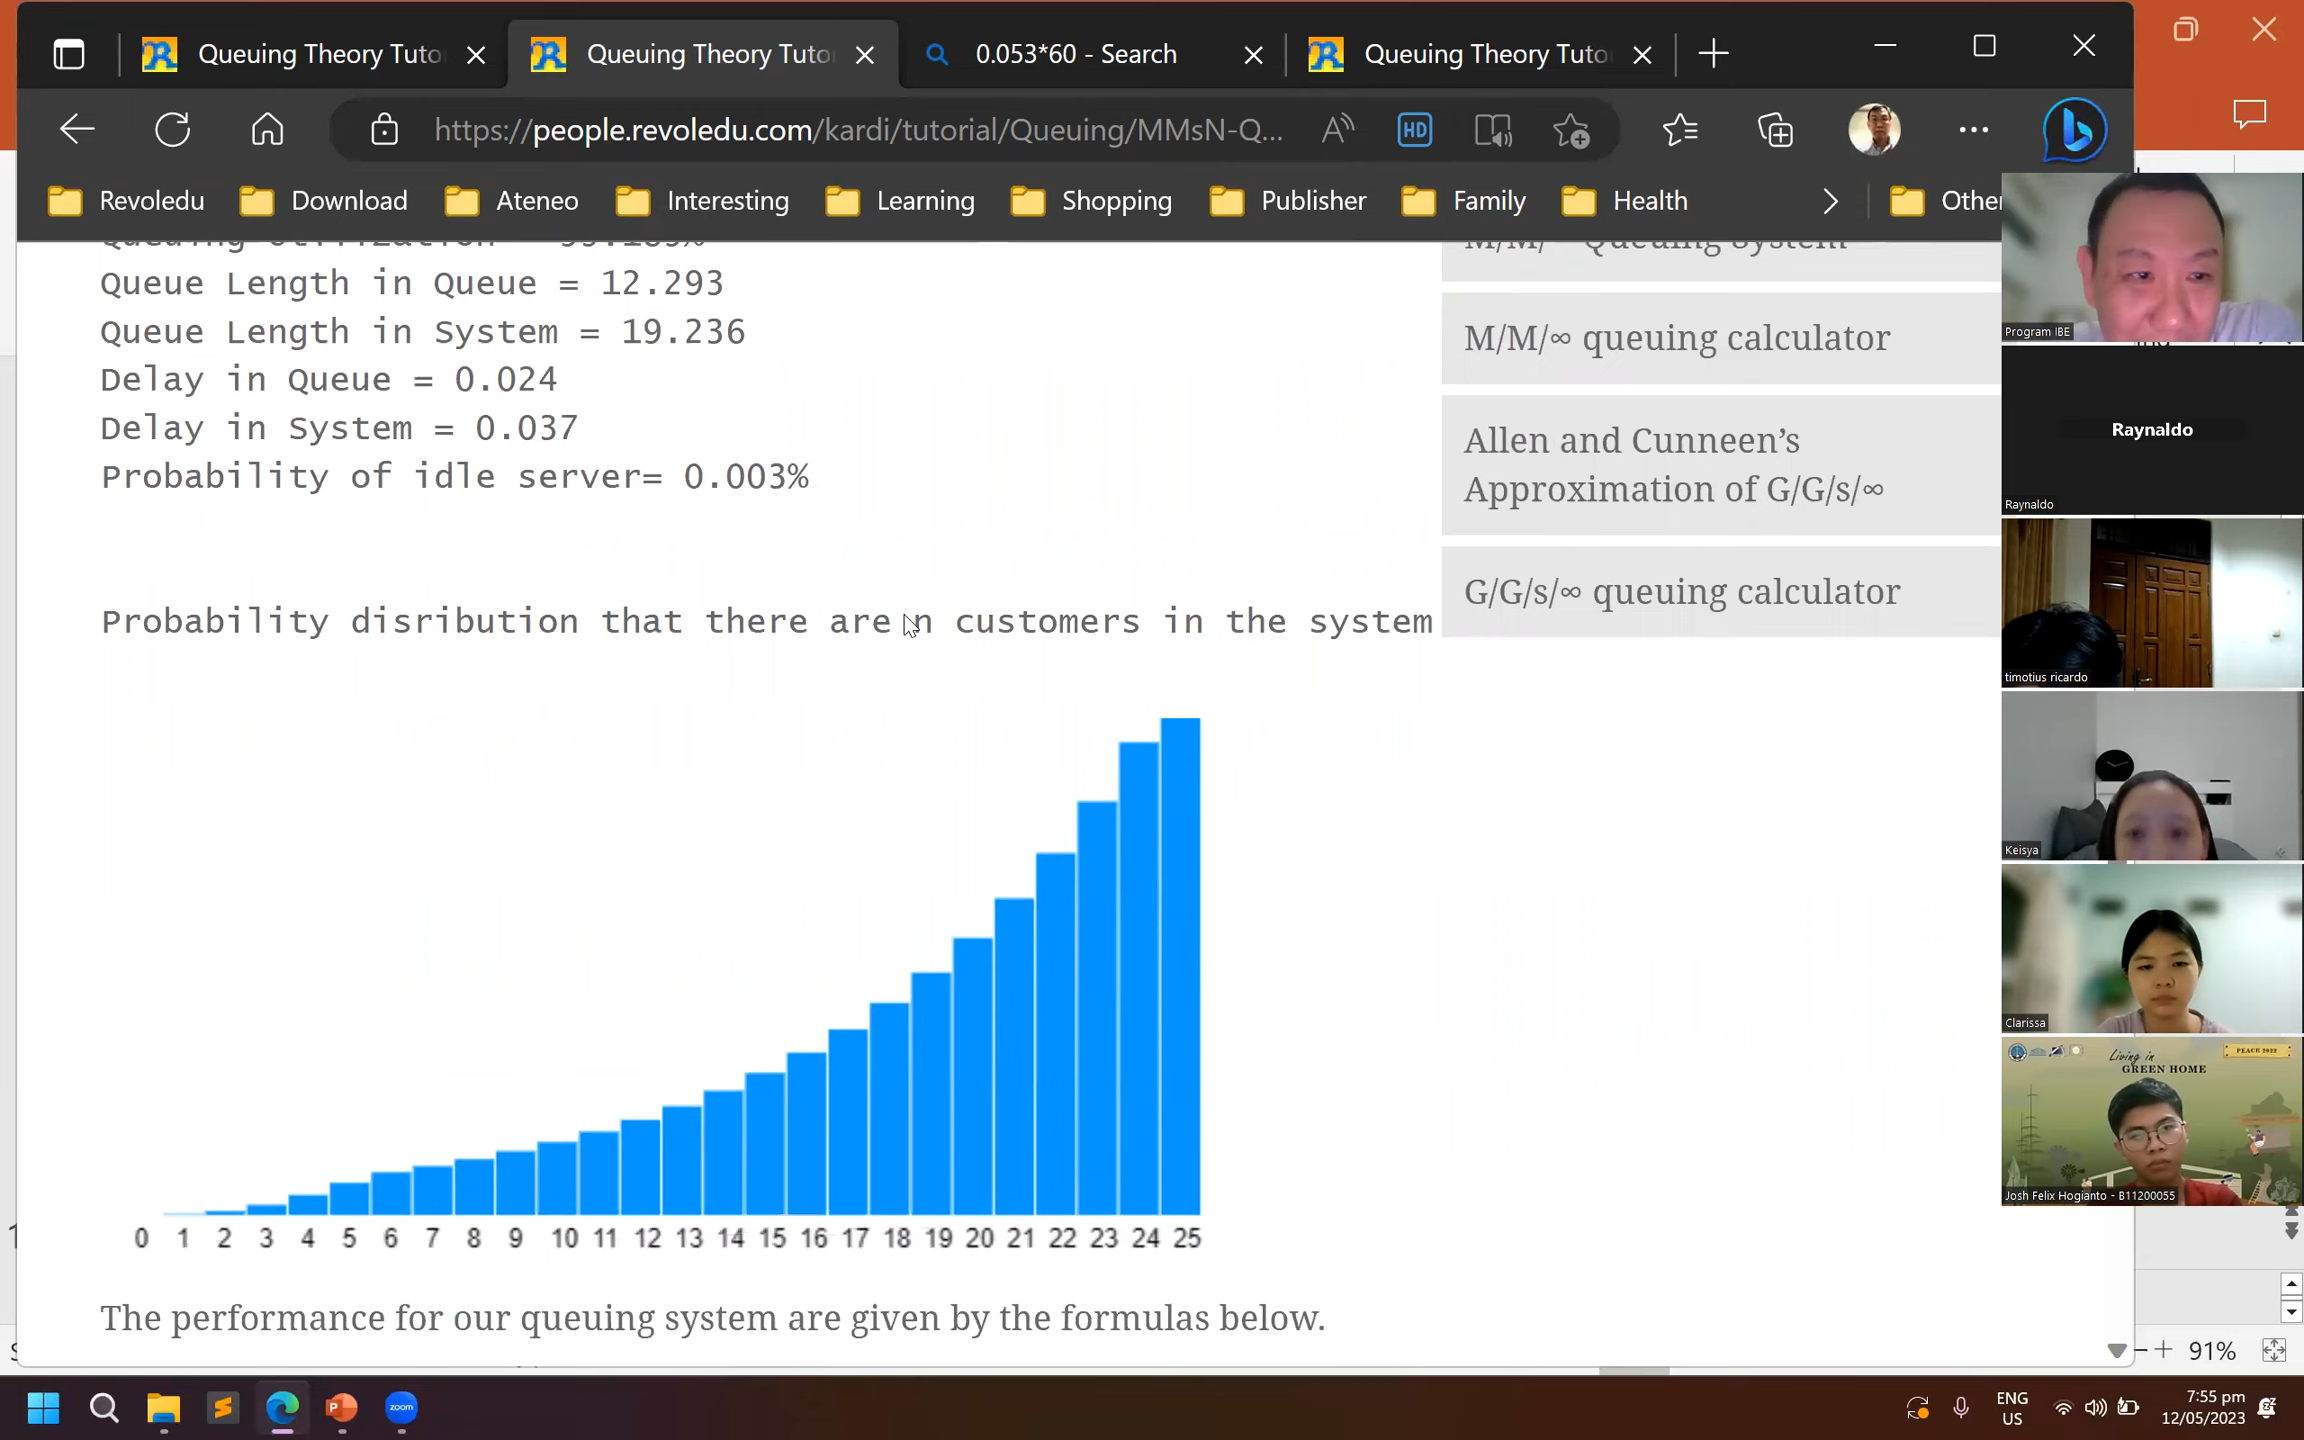 Queuing Theory Tuto
Queuing Theory Tuto
0.053*60 - Search
Queuing Theory Tuto
https://people.revoledu.com/kardi/tutorial/Queuing/MMsN-Q...
HD
Revoledu
Download
Ateneo
Interesting
Learning
Shopping
Publisher
Family
Health
Othe
Queue Length in Queue = 12.293
Queue Length in System = 19.236
Delay in Queue = 0.024
Delay in System = 0.037
Probability of idle server= 0.003%
Probability disribution that there are n customers in the system
M/M/∞ queuing calculator
Allen and Cunneen’s
Approximation of G/G/s/∞
G/G/s/∞ queuing calculator
0 1 2 3 4 5 6 7 8 9 10 11 12 13 14 15 16 17 18 19 20 21 22 23 24 25
The performance for our queuing system are given by the formulas below.
Program IBE
Raynaldo
Raynaldo
timotius ricardo
Keisya
Clarissa
Living in
GREEN HOME
PEACE 2022
Josh Felix Hogianto - B11200055
91%
zoom
ENG
US
7:55 pm
12/05/2023